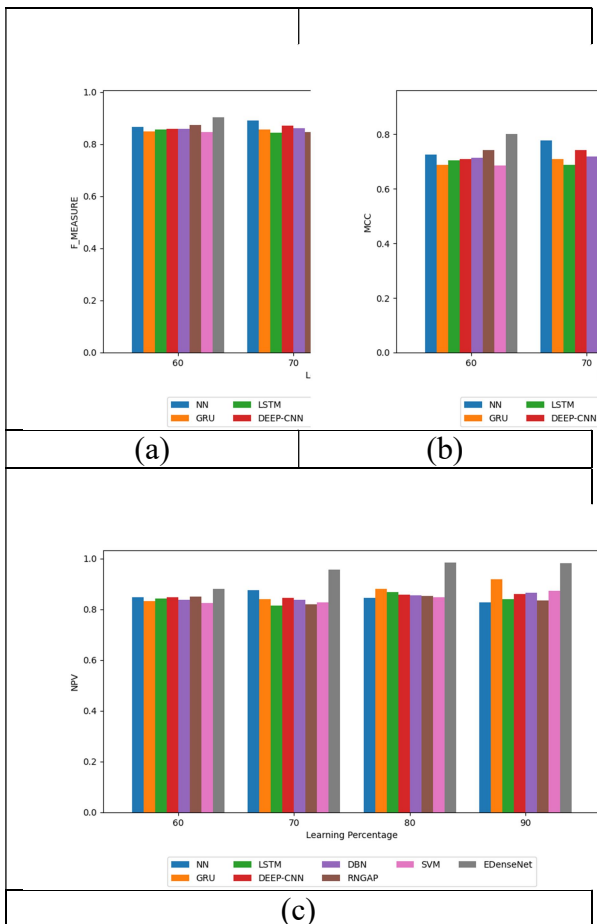 1.0
0.8
0.6
0.4
0.2
0.0
F_MEASURE
60 70
L
NN LSTM
GRU DEEP-CNN
0.8
0.6
0.4
0.2
0.0
MCC
60 70
NN LSTM
GRU DEEP-CNN
(a) (b)
1.0
0.8
0.6
0.4
0.2
0.0
NPV
60 70 80 90
Learning Percentage
NN LSTM DBN SVM EDenseNet
GRU DEEP-CNN RNGAP
(c)